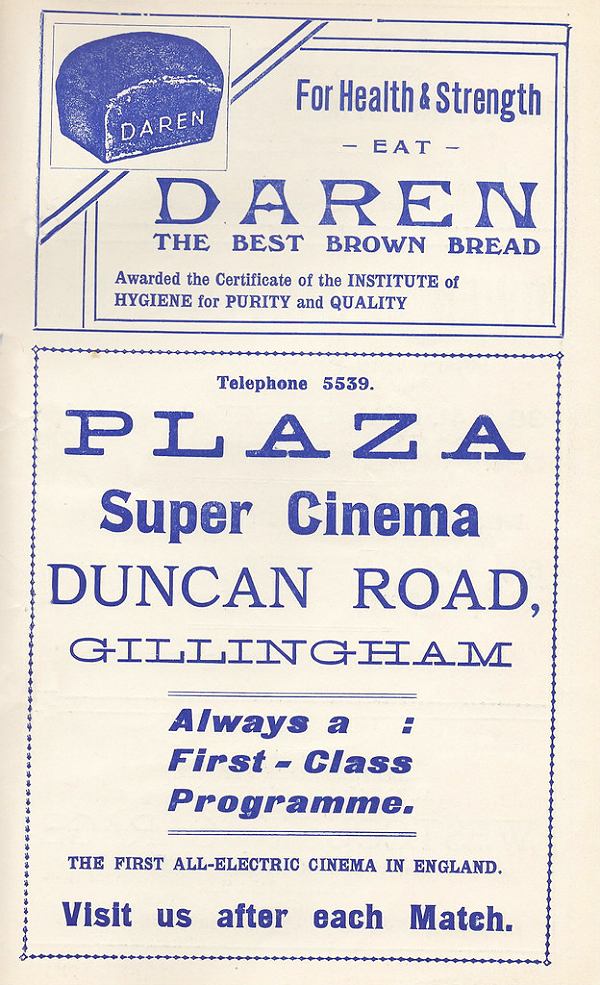 DAREN
For Health & Strength
– EAT –
DAREN
THE BEST BROWN BREAD
Awarded the Certificate of the INSTITUTE of
HYGIENE for PURITY and QUALITY
Telephone 5539.
PLAZA
Super Cinema
DUNCAN ROAD,
GILLINGHAM
Always a :
First - Class
Programme.
THE FIRST ALL-ELECTRIC CINEMA IN ENGLAND.
Visit us after each Match.